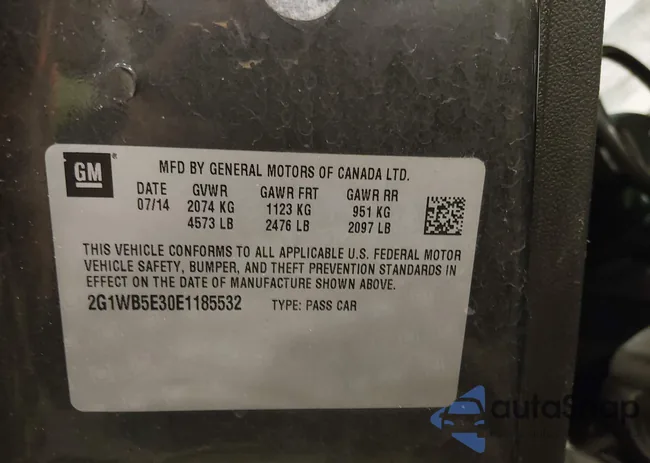 GM
MFD BY GENERAL MOTORS OF CANADA LTD.
DATE GVWR GAWR FRT GAWR RR
07/14 2074 KG 1123 KG 951 KG
4573 LB 2476 LB 2097 LB
THIS VEHICLE CONFORMS TO ALL APPLICABLE U.S. FEDERAL MOTOR
VEHICLE SAFETY, BUMPER, AND THEFT PREVENTION STANDARDS IN
EFFECT ON THE DATE OF MANUFACTURE SHOWN ABOVE.
2G1WB5E30E1185532 TYPE: PASS CAR
autoSnap